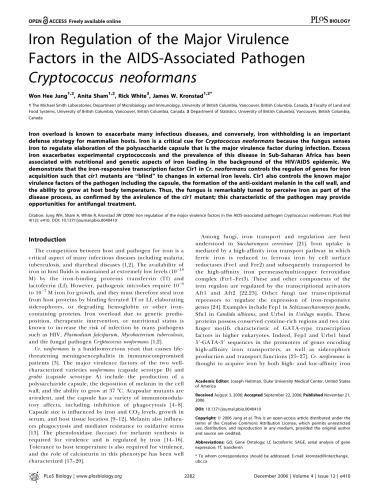 OPEN ACCESS Freely available online
PLoS BIOLOGY
Iron Regulation of the Major Virulence
Factors in the AIDS-Associated Pathogen
Cryptococcus neoformans
Won Hee Jung1,2, Anita Sham1,2, Rick White3, James W. Kronstad1,2*
1 The Michael Smith Laboratories, Department of Microbiology and Immunology, University of British Columbia, Vancouver, British Columbia, Canada, 2 Faculty of Land and
Food Systems, University of British Columbia, Vancouver, British Columbia, Canada, 3 Department of Statistics, University of British Columbia, Vancouver, British Columbia,
Canada
Iron overload is known to exacerbate many infectious diseases, and conversely, iron withholding is an important
defense strategy for mammalian hosts. Iron is a critical cue for Cryptococcus neoformans because the fungus senses
iron to regulate elaboration of the polysaccharide capsule that is the major virulence factor during infection. Excess
iron exacerbates experimental cryptococcosis and the prevalence of this disease in Sub-Saharan Africa has been
associated with nutritional and genetic aspects of iron loading in the background of the HIV/AIDS epidemic. We
demonstrate that the iron-responsive transcription factor Cir1 in Cr. neoformans controls the regulon of genes for iron
acquisition such that cir1 mutants are "blind" to changes in external iron levels. Cir1 also controls the known major
virulence factors of the pathogen including the capsule, the formation of the anti-oxidant melanin in the cell wall, and
the ability to grow at host body temperature. Thus, the fungus is remarkably tuned to perceive iron as part of the
disease process, as confirmed by the avirulence of the cir1 mutant; this characteristic of the pathogen may provide
opportunities for antifungal treatment.
Citation: Jung WH, Sham A, White R, Kronstad JW (2006) Iron regulation of the major virulence factors in the AIDS-associated pathogen Cryptococcus neoformans. PLoS Biol
4(12): e410. DOI: 10.1371/journal.pbio.0040410
Introduction
The competition between host and pathogen for iron is a
critical aspect of many infectious diseases including malaria,
tuberculosis, and diarrheal diseases [1,2]. The availability of
iron in host fluids is maintained at extremely low levels (10−18
M) by the iron-binding proteins transferrin (Tf) and
lactoferrin (Lf). However, pathogenic microbes require 10−6
to 10−7 M iron for growth, and they must therefore steal iron
from host proteins by binding ferrated Tf or Lf, elaborating
siderophores, or degrading hemoglobin or other iron-
containing proteins. Iron overload due to genetic predis-
position, therapeutic intervention, or nutritional status is
known to increase the risk of infection by many pathogens
such as HIV, Plasmodium falciparum, Mycobacterium tuberculosis,
and the fungal pathogen Cryptococcus neoformans [1,2].
Cr. neoformans is a basidiomycetous yeast that causes life-
threatening meningoencephalitis in immunocompromised
patients [3]. The major virulence factors of the two well-
characterized varieties neoformans (capsule serotype D) and
grubii (capsule serotype A) include the production of a
polysaccharide capsule, the deposition of melanin in the cell
wall, and the ability to grow at 37 °C. Acapsular mutants are
avirulent, and the capsule has a variety of immunomodula-
tory affects, including inhibition of phagocytosis [4–8].
Capsule size is influenced by iron and CO2 levels, growth in
serum, and host tissue location [9–12]. Melanin also influen-
ces phagocytosis and mediates resistance to oxidative stress
[13]. The phenoloxidase (laccase) for melanin synthesis is
required for virulence and is regulated by iron [14–16].
Tolerance to host temperature is also required for virulence,
and the role of calcineurin in this phenotype has been well
characterized [17–20].
Among fungi, iron transport and regulation are best
understood in Saccharomyces cerevisiae [21]. Iron uptake is
mediated by a high-affinity iron transport pathway in which
ferric iron is reduced to ferrous iron by cell surface
reductases (Fre1 and Fre2) and subsequently transported by
the high-affinity iron permease/multicopper ferroxidase
complex (Ftr1–Fet3). These and other components of the
iron regulon are regulated by the transcriptional activators
Aft1 and Aft2 [22,23]. Other fungi use transcriptional
repressors to regulate the expression of iron-responsive
genes [24]. Examples include Fep1 in Schizosaccharomyces pombe,
Sfu1 in Candida albicans, and Urbs1 in Ustilago maydis. These
proteins possess conserved cysteine-rich regions and two zinc
finger motifs characteristic of GATA-type transcription
factors in higher eukaryotes. Indeed, Fep1 and Urbs1 bind
5'-GATA-3' sequences in the promoters of genes encoding
high-affinity iron transporters, as well as siderophore
production and transport functions [25–27]. Cr. neoformans is
thought to acquire iron by both high- and low-affinity iron
Academic Editor: Joseph Heitman, Duke University Medical Center, United States
of America
Received August 3, 2006; Accepted September 22, 2006; Published November 21,
2006
DOI: 10.1371/journal.pbio.0040410
Copyright: © 2006 Jung et al. This is an open-access article distributed under the
terms of the Creative Commons Attribution License, which permits unrestricted
use, distribution, and reproduction in any medium, provided the original author
and source are credited.
Abbreviations: GO, Gene Ontology; Lf, lactoferrin; SAGE, serial analysis of gene
expression; Tf, transferrin
* To whom correspondence should be addressed. E-mail: kronstad@interchange.
ubc.ca
PLoS Biology | www.plosbiology.org
2282
December 2006 | Volume 4 | Issue 12 | e410